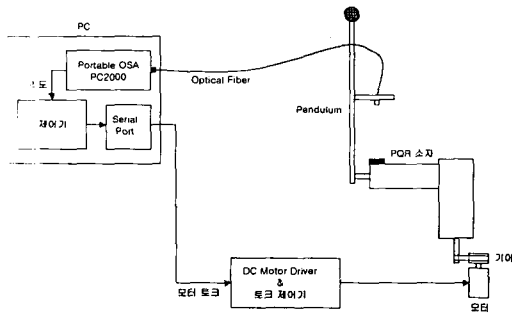 PC
Portable OSA
PC2000
Optical Fiber
제어기
Serial
Port
Pendulum
PQR 소자
기어
모터
DC Motor Driver
&
토크 제어기
모터 토크